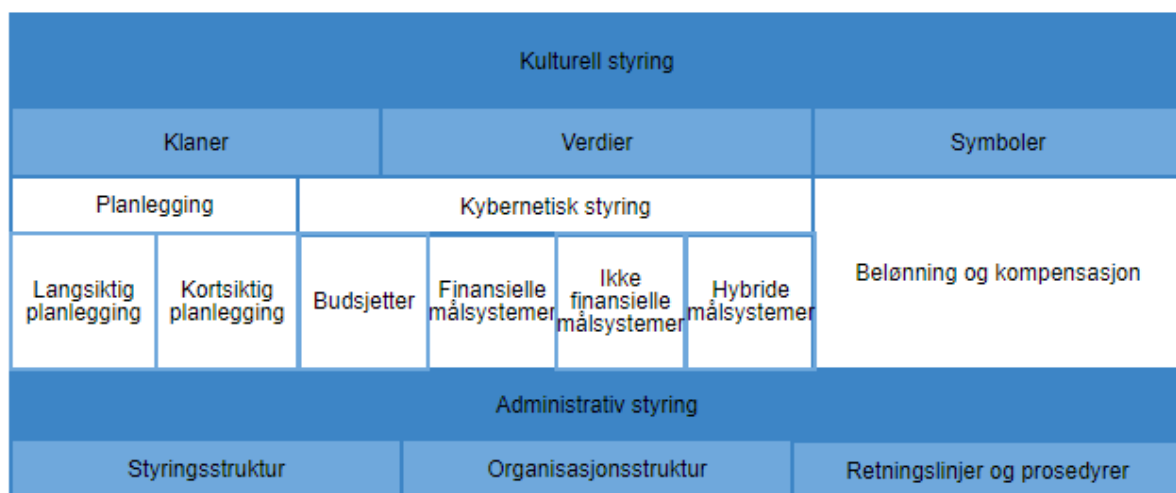 Kulturell styring
Klaner
Verdier
Symboler
Planlegging
Kybernetisk styring
Belønning og kompensasjon
Langsiktig
planlegging
Kortsiktig
planlegging
Budsjetter
Finansielle
målsystemer
Ikke
finansielle
målsystemer
Hybride
målsystemer
Administrativ styring
Styringsstruktur
Organisasjonsstruktur
Retningslinjer og prosedyrer